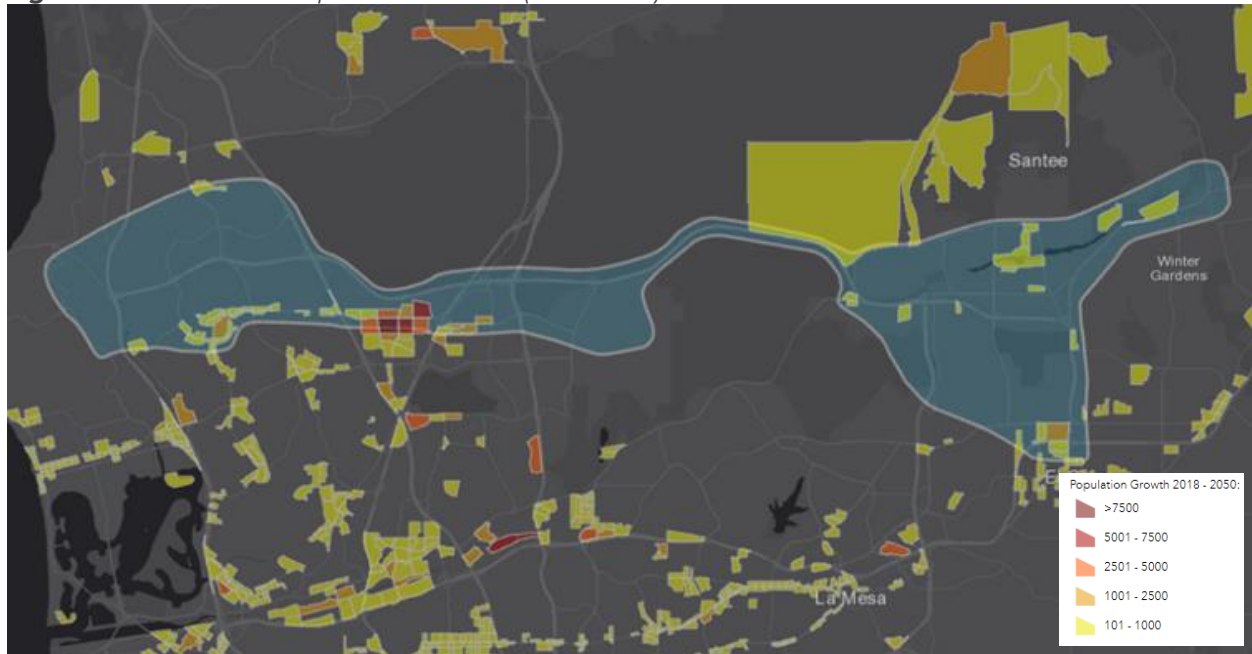 Santee
Winter
Gardens
La Mesa
Population Growth 2018 - 2050:
>7500
5001 - 7500
2501 - 5000
1001 - 2500
101 - 1000